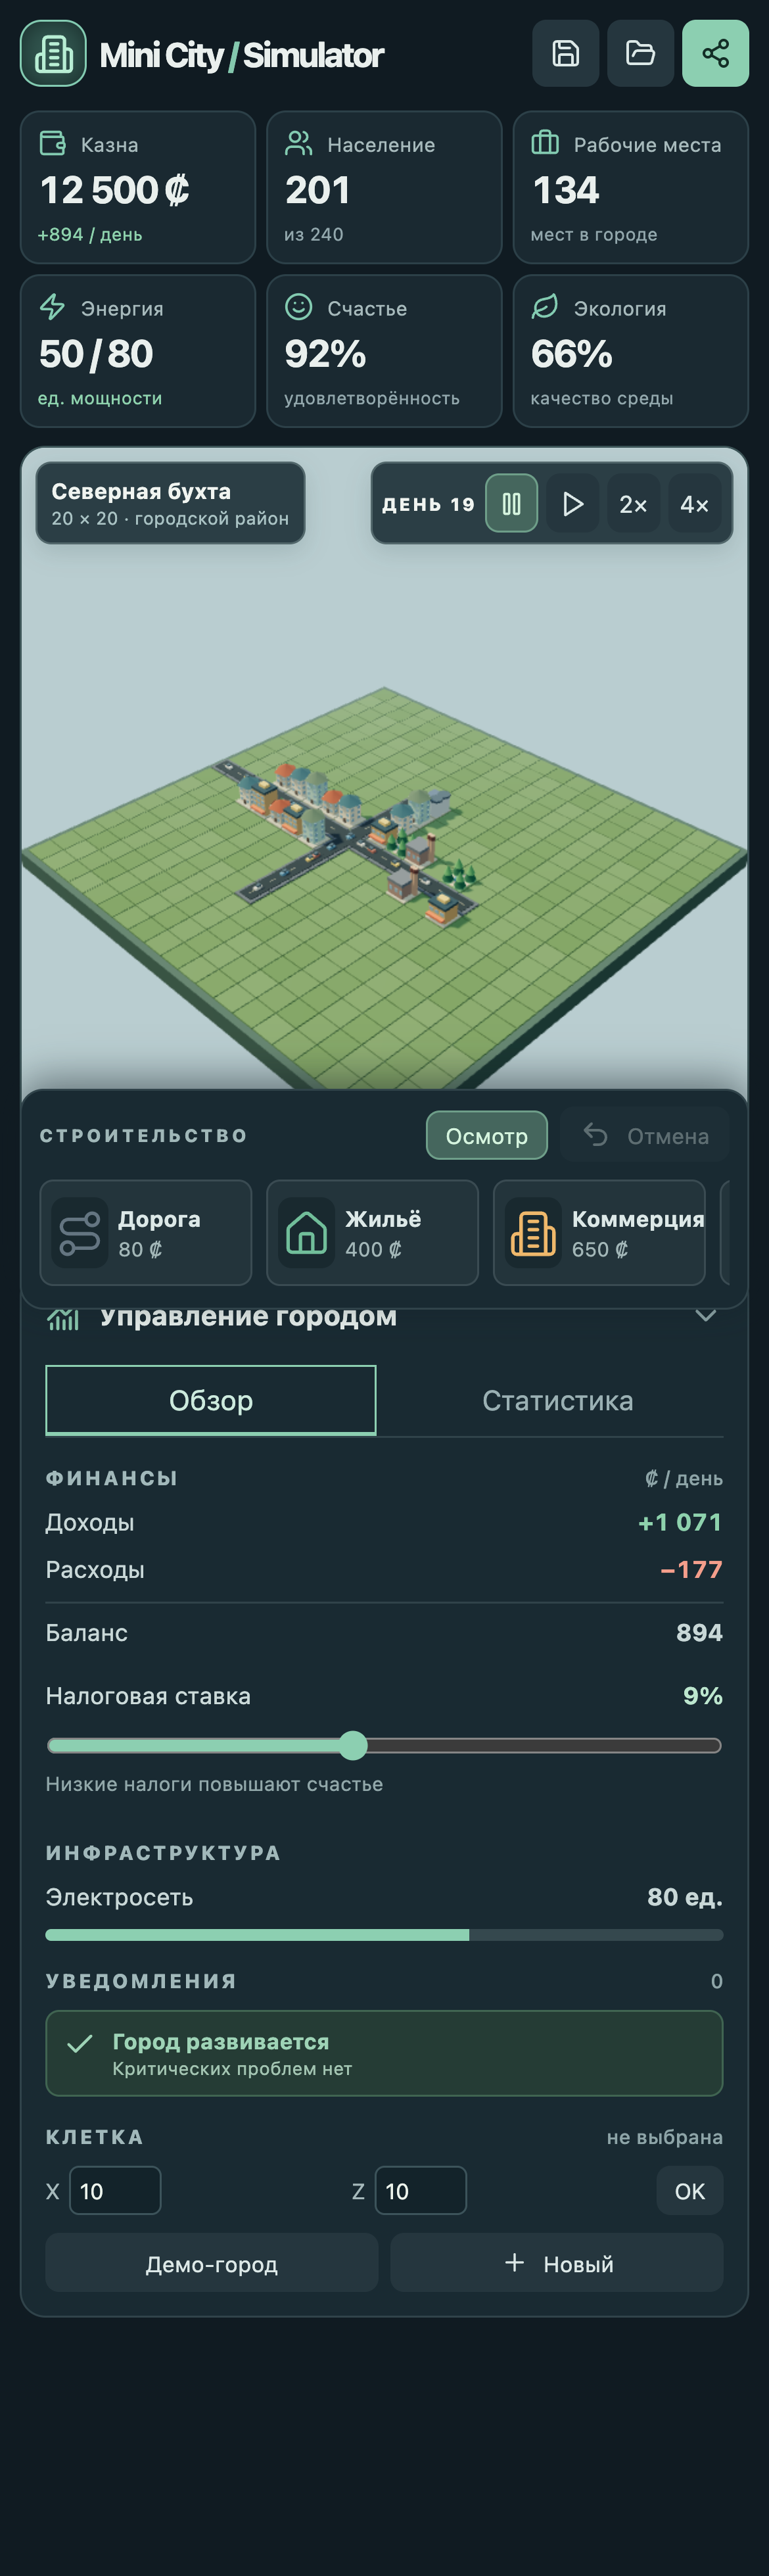 Mini City / Simulator
Казна
12 500 ₡
+894 / день
Население
201
из 240
Рабочие места
134
мест в городе
Энергия
50 / 80
ед. мощности
Счастье
92%
удовлетворённость
Экология
66%
качество среды
Северная бухта
20 × 20 · городской район
ДЕНЬ 19
2×
4×
СТРОИТЕЛЬСТВО
Осмотр
Отмена
Дорога
80 ₡
Жильё
400 ₡
Коммерция
650 ₡
Управление городом
Обзор
Статистика
ФИНАНСЫ
₡ / день
Доходы
+1 071
Расходы
−177
Баланс
894
Налоговая ставка
9%
Низкие налоги повышают счастье
ИНФРАСТРУКТУРА
Электросеть
80 ед.
УВЕДОМЛЕНИЯ
0
Город развивается
Критических проблем нет
КЛЕТКА
не выбрана
X 10
Z 10
OK
Демо-город
Новый